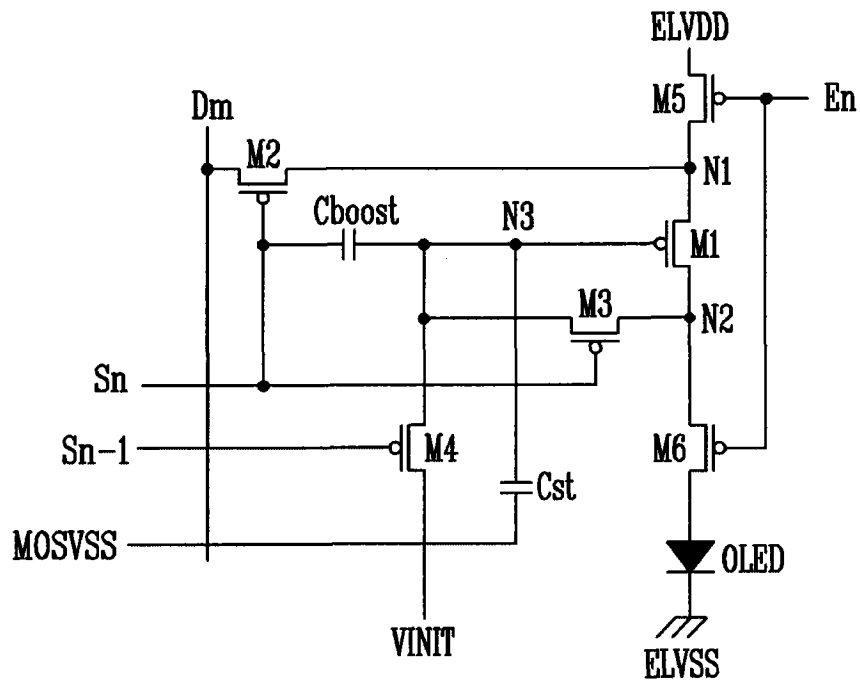 ELVDD
M5
En
Dm
M2
N1
Cboost
N3
M1
M3
N2
Sn
Sn-1
M4
M6
Cst
MOSVSS
OLED
VINIT
ELVSS